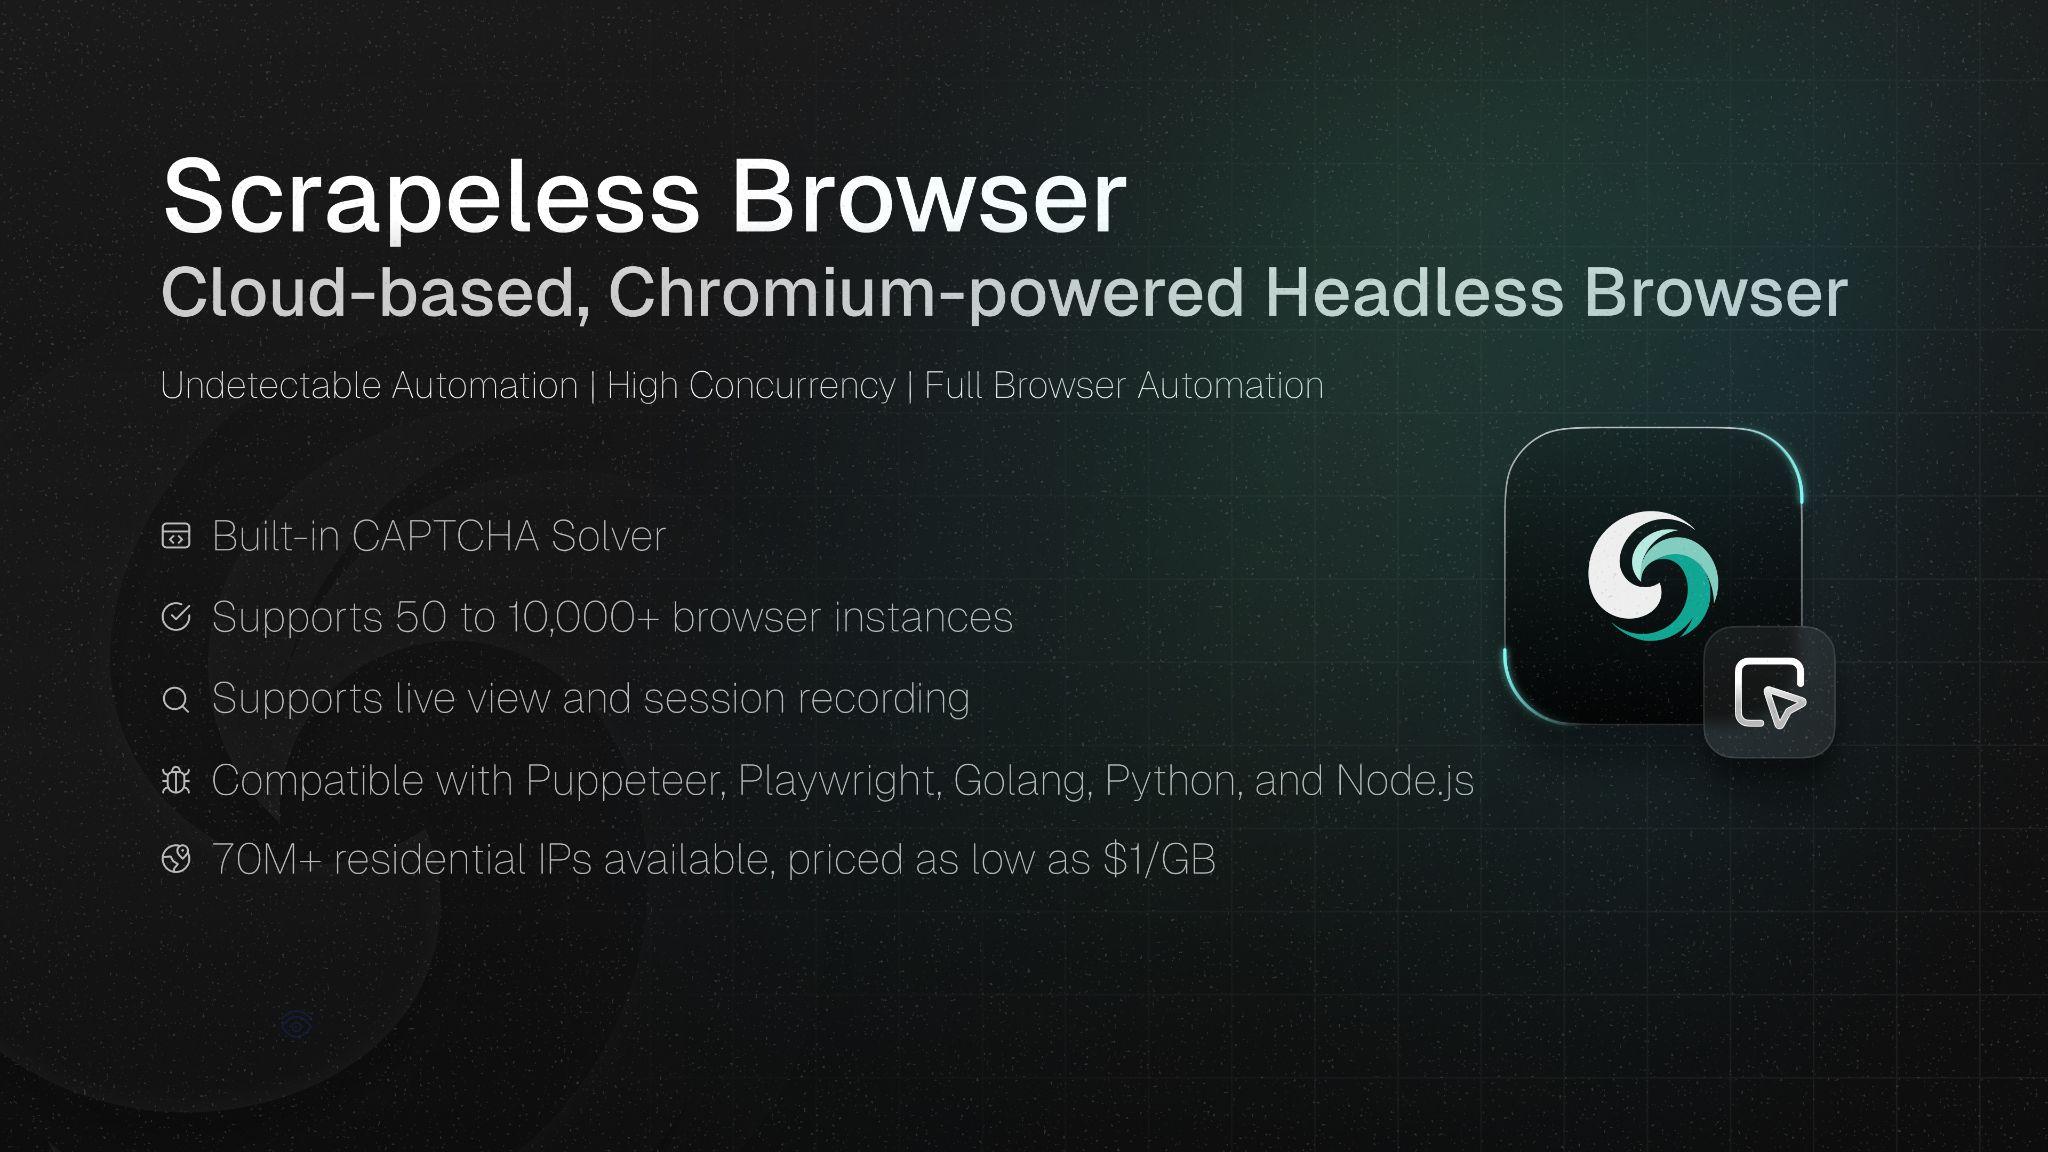 Scrapeless Browser
Cloud-based, Chromium-powered Headless Browser
Undetectable Automation | High Concurrency | Full Browser Automation
Built-in CAPTCHA Solver
Supports 50 to 10,000+ browser instances
Supports live view and session recording
Compatible with Puppeteer, Playwright, Golang, Python, and Node.js
70M+ residential IPs available, priced as low as $1/GB